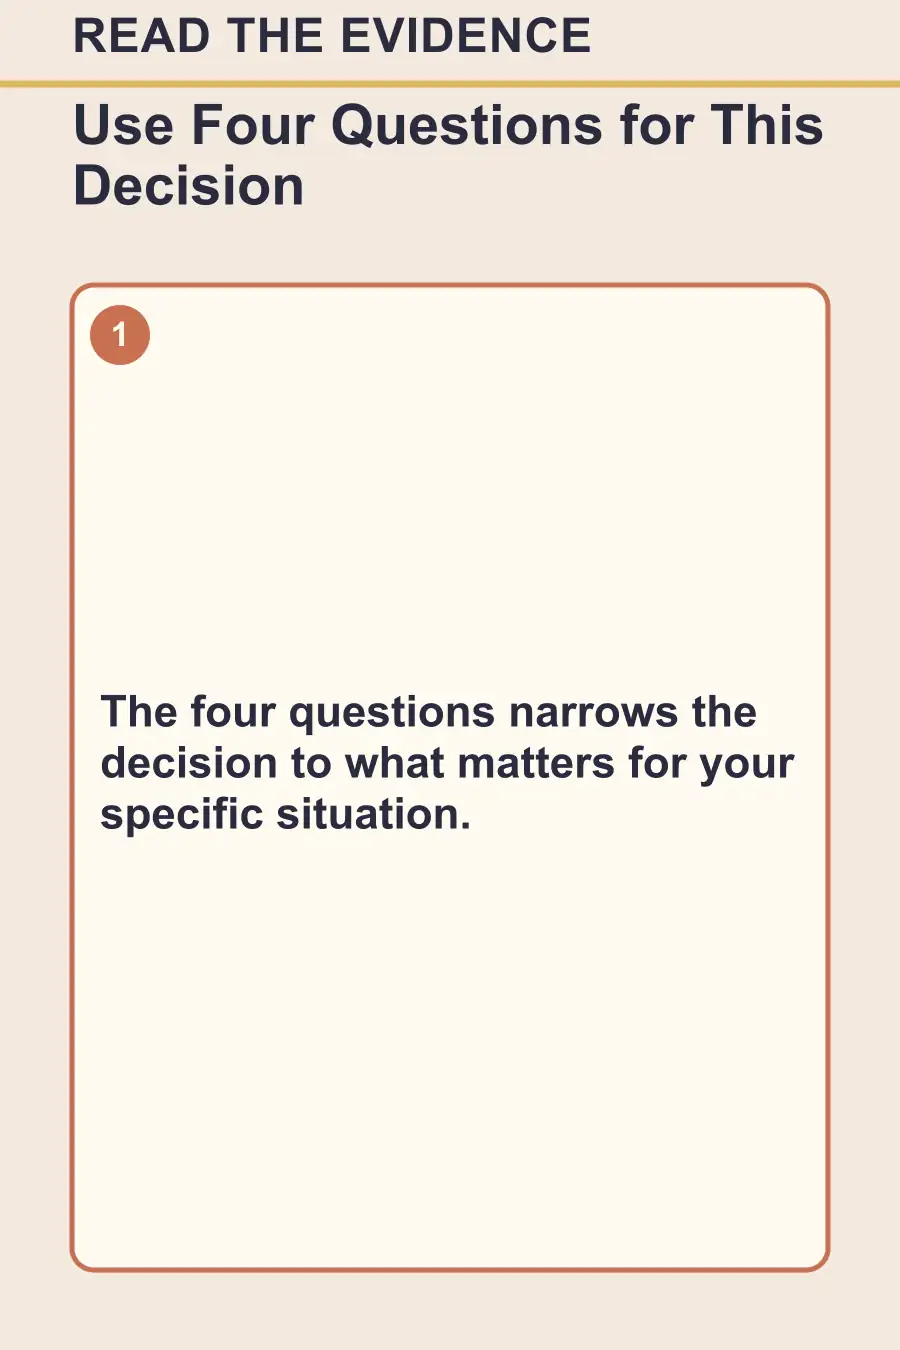 READ THE EVIDENCE
Use Four Questions for This
Decision
1
The four questions narrows the
decision to what matters for your
specific situation.